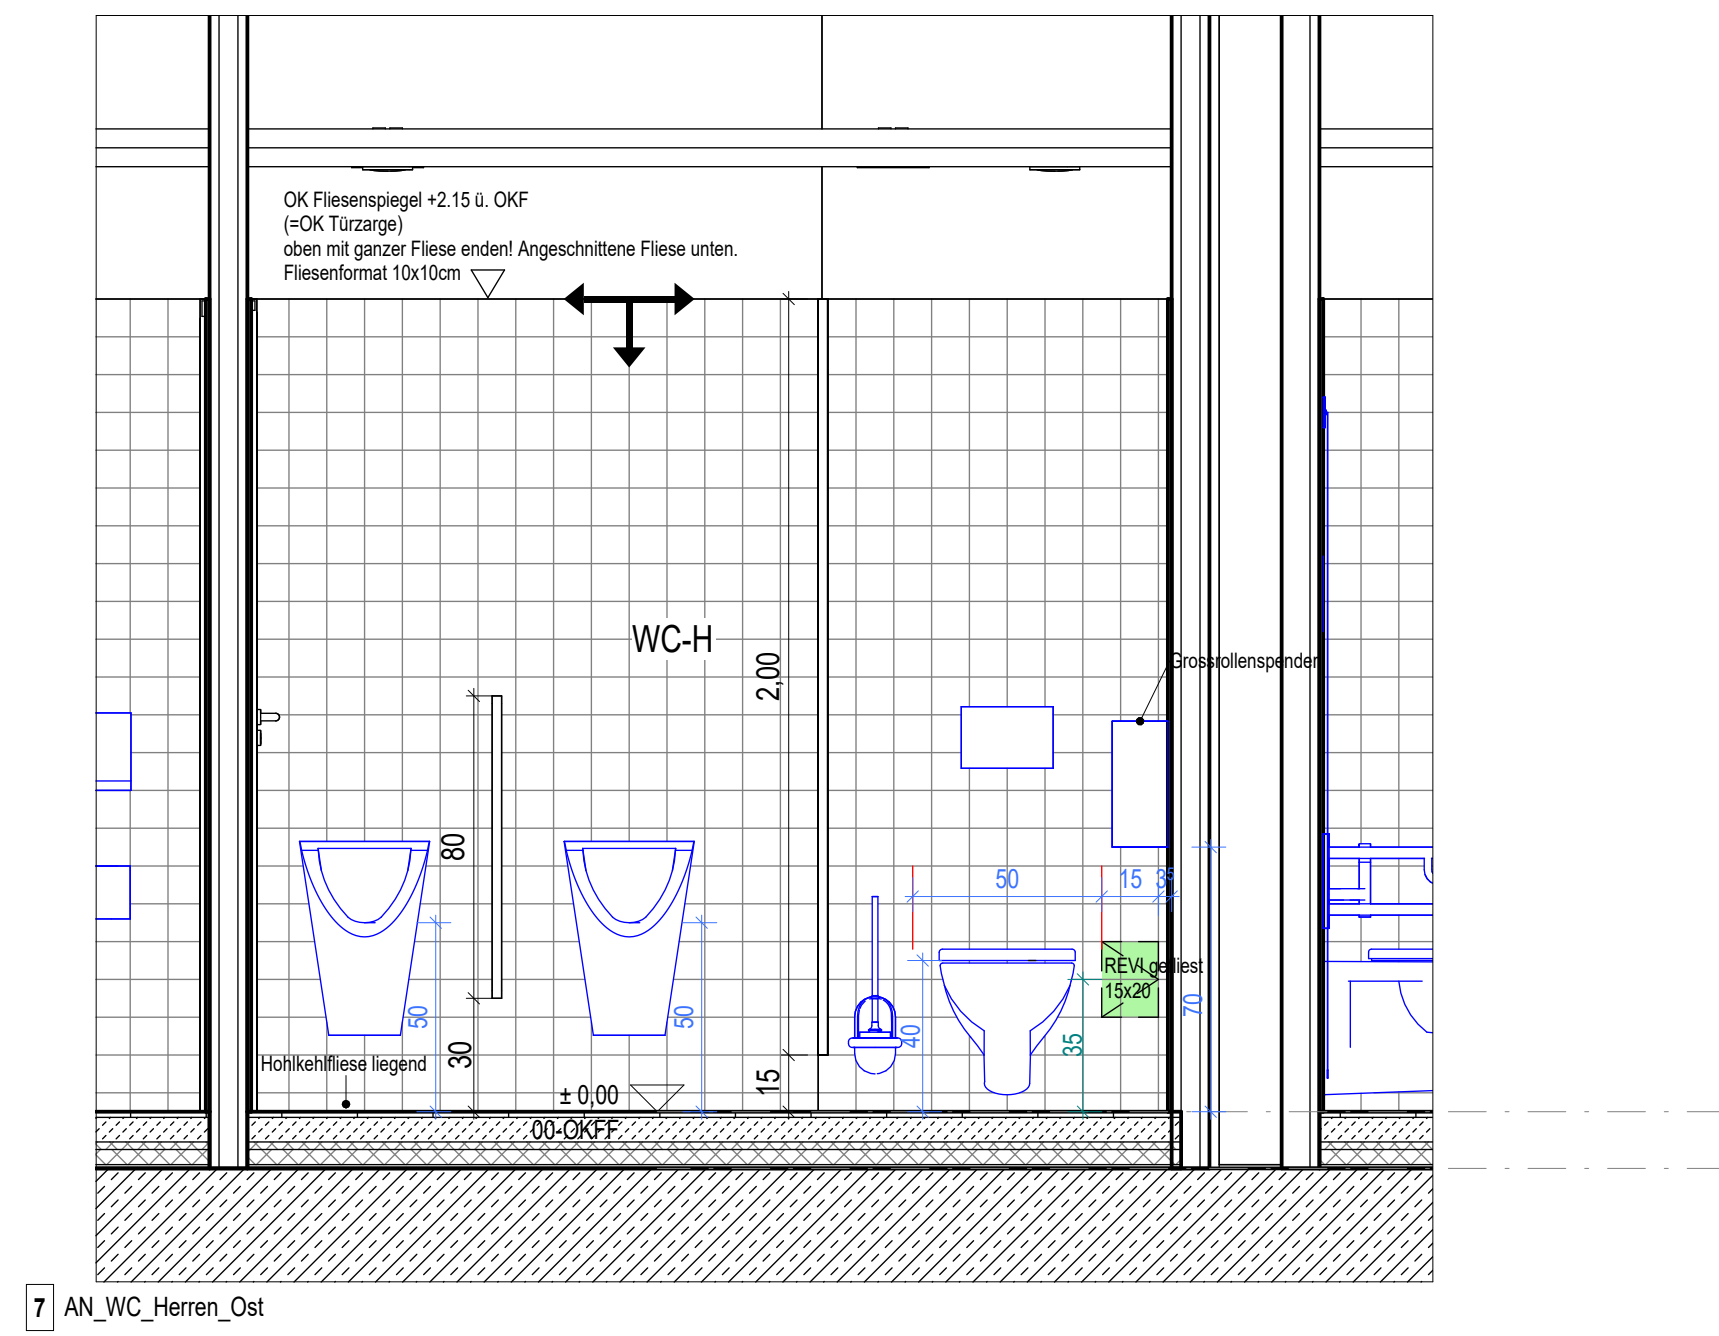 OK Fliesenspiegel +2.15 ü. OKF
(=OK Türzarge)
oben mit ganzer Fliese enden! Angeschnittene Fliese unten.
Fliesenformat 10x10cm
WC-H
2,00
Grossrollenspender
80
50
15
3⁵
REVI gefliest
15x20
50
50
70
40
35
30
Hohlkehlfliese liegend
15
± 0,00
00-OKFF
7 AN_WC_Herren_Ost